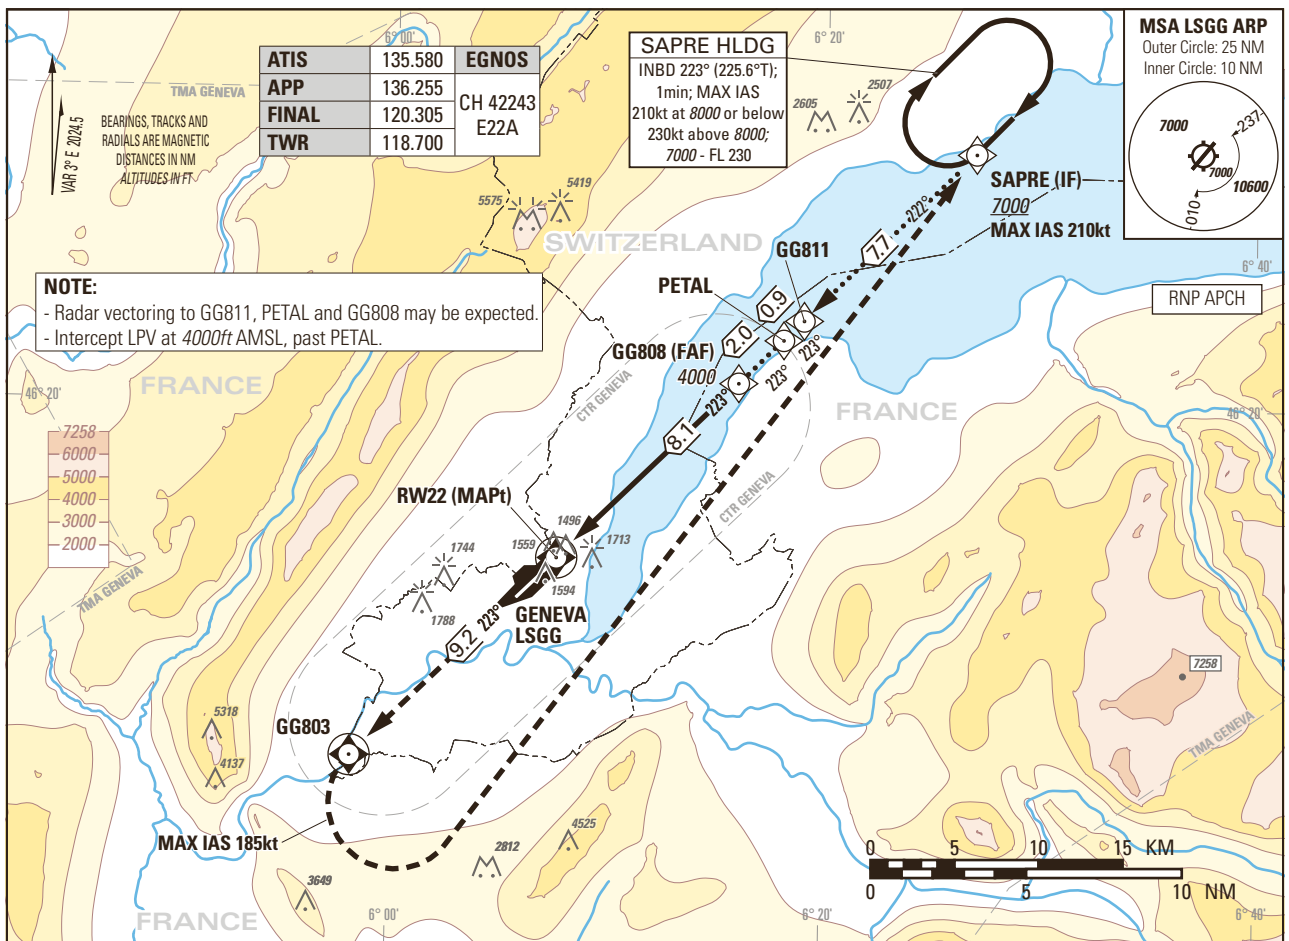 6° 00'
6° 20'
TMA GENEVA
VAR 3° E 2024.5
BEARINGS, TRACKS AND
RADIALS ARE MAGNETIC
DISTANCES IN NM
ALTITUDES IN FT
ATIS 135.580 EGNOS
APP 136.255
FINAL 120.305
TWR 118.700
CH 42243
E22A
SAPRE HLDG
INBD 223° (225.6°T);
1min; MAX IAS
210kt at 8000 or below
230kt above 8000;
7000 - FL 230
MSA LSGG ARP
Outer Circle: 25 NM
Inner Circle: 10 NM
7000
237
7000
10600
010
2605
2507
5575
5419
SWITZERLAND
SAPRE (IF)
7000
MAX IAS 210kt
222°
7.7
GG811
6° 40'
RNP APCH
PETAL
NOTE:
- Radar vectoring to GG811, PETAL and GG808 may be expected.
- Intercept LPV at 4000ft AMSL, past PETAL.
0.9
2.0
223°
223°
223°
GG808 (FAF)
4000
FRANCE
46° 20'
CTR GENEVA
FRANCE
46° 20'
8.1
7258
6000
5000
4000
3000
2000
RW22 (MAPt)
CTR GENEVA
1496
1559
1713
1744
1594
1788
TMA GENEVA
GENEVA
LSGG
223°
9.2
7258
TMA GENEVA
5318
GG803
4137
MAX IAS 185kt
4525
2812
3649
0 5 10 15 KM
0 5 10 NM
FRANCE
6° 00'
6° 20'
6° 40'